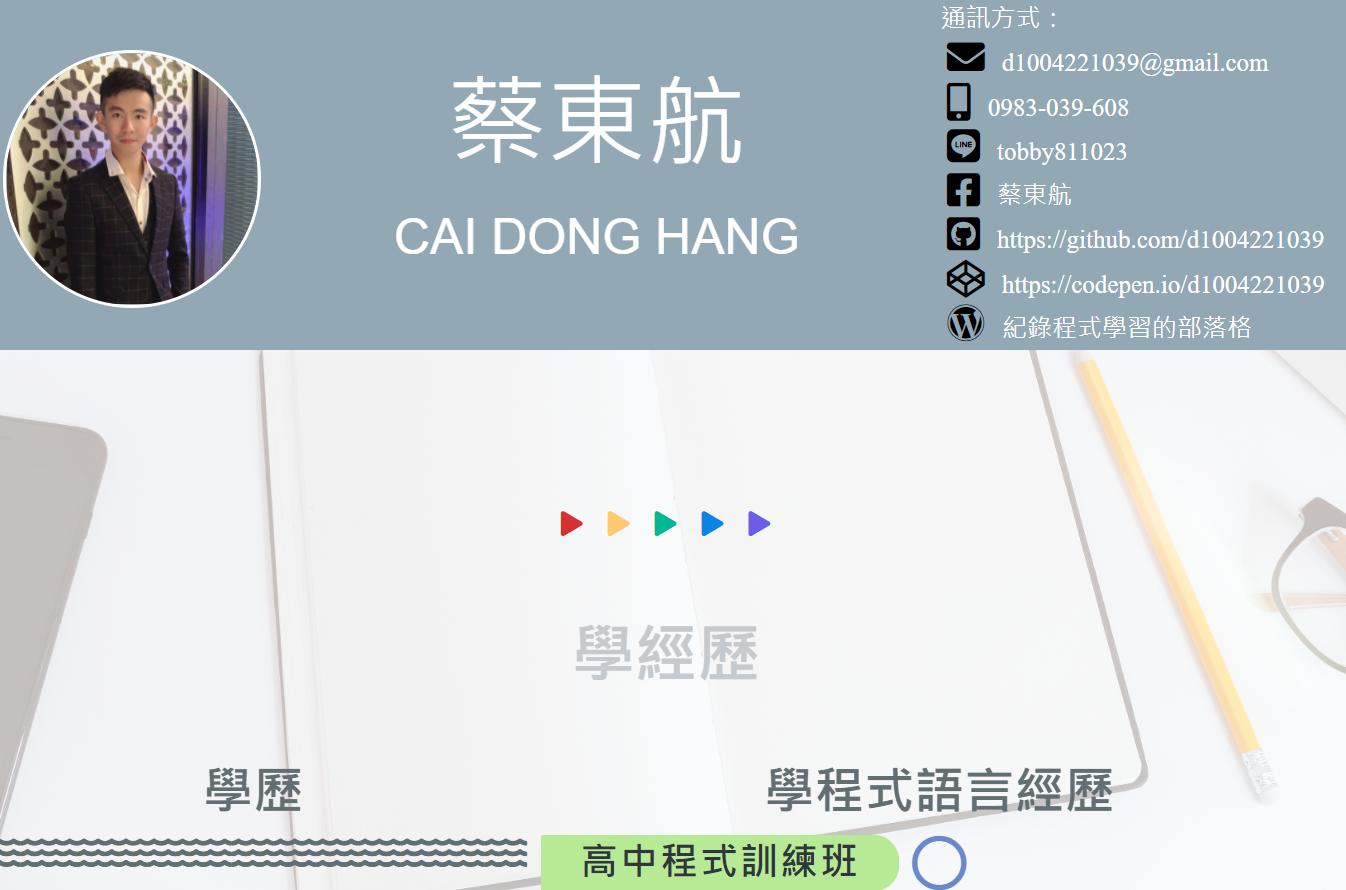 蔡東航
CAI DONG HANG
通訊方式：
d1004221039@gmail.com
0983-039-608
LINE
tobby811023
蔡東航
https://github.com/d1004221039
https://codepen.io/d1004221039
紀錄程式學習的部落格
學經歷
學歷
學程式語言經歷
高中程式訓練班